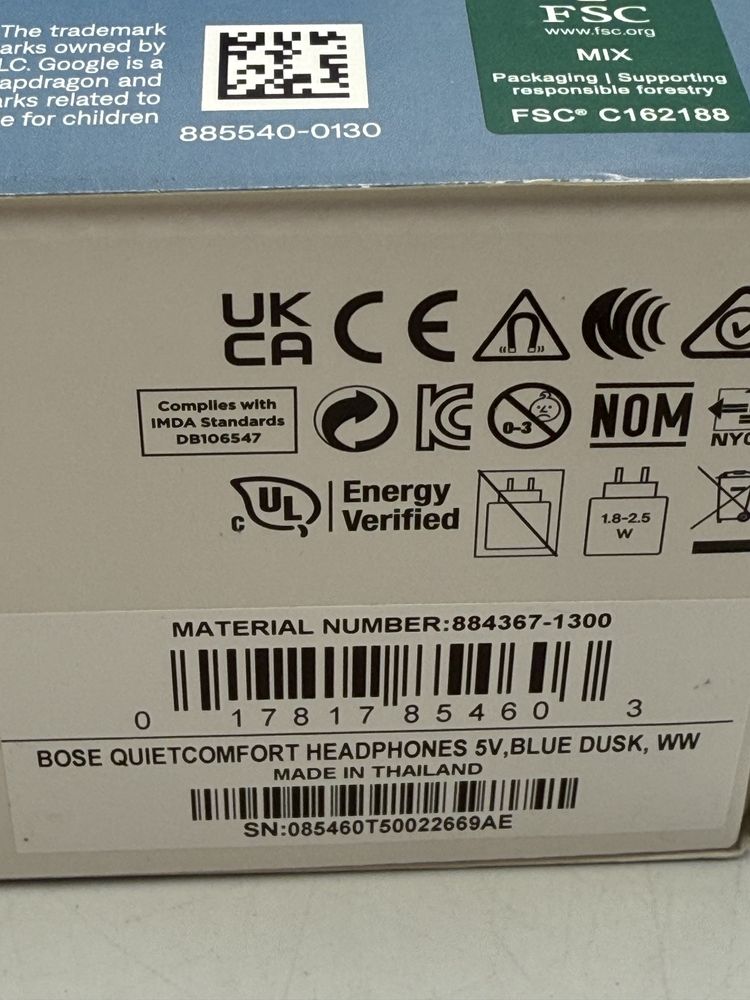 The trademark
arks owned by
LC. Google is a
apdragon and
arks related to
e for children
885540-0130
FSC
www.fsc.org
MIX
Packaging | Supporting
responsible forestry
FSC® C162188
UK
CA
CE
Complies with
IMDA Standards
DB106547
0-3
NOM
NYC
c UL Energy
Verified
1.8-2.5
W
MATERIAL NUMBER:884367-1300
0 17817 85460 3
BOSE QUIETCOMFORT HEADPHONES 5V,BLUE DUSK, WW
MADE IN THAILAND
SN:085460T50022669AE